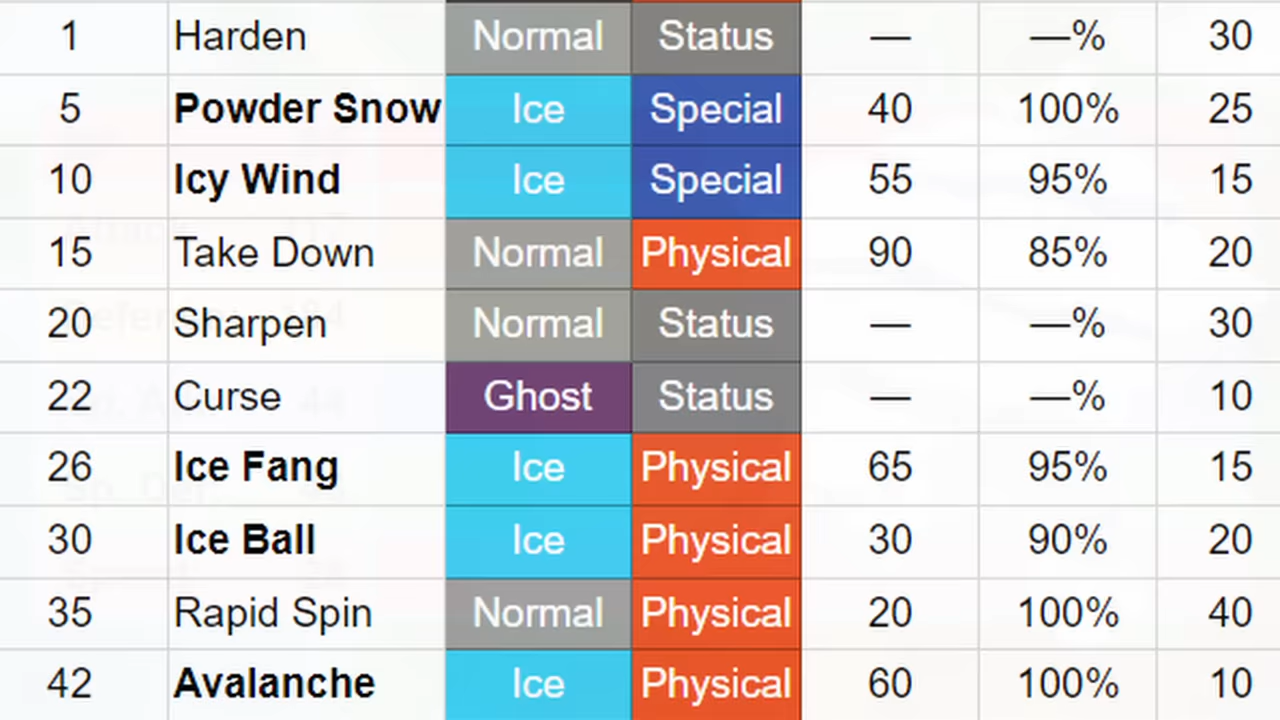 1 Harden Normal Status — —% 30
5 Powder Snow Ice Special 40 100% 25
10 Icy Wind Ice Special 55 95% 15
15 Take Down Normal Physical 90 85% 20
20 Sharpen Normal Status — —% 30
22 Curse Ghost Status — —% 10
26 Ice Fang Ice Physical 65 95% 15
30 Ice Ball Ice Physical 30 90% 20
35 Rapid Spin Normal Physical 20 100% 40
42 Avalanche Ice Physical 60 100% 10